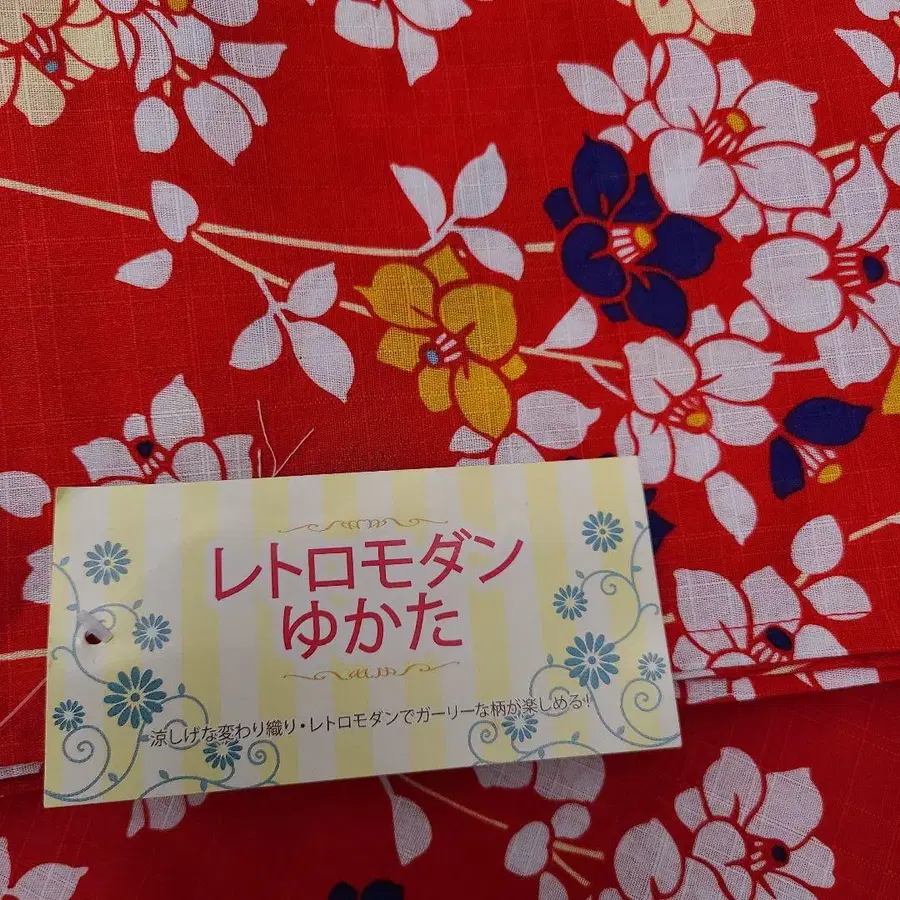 レトロモダン
ゆかた
涼しげな変わり織り・レトロモダンでガーリーな柄が楽しめる!